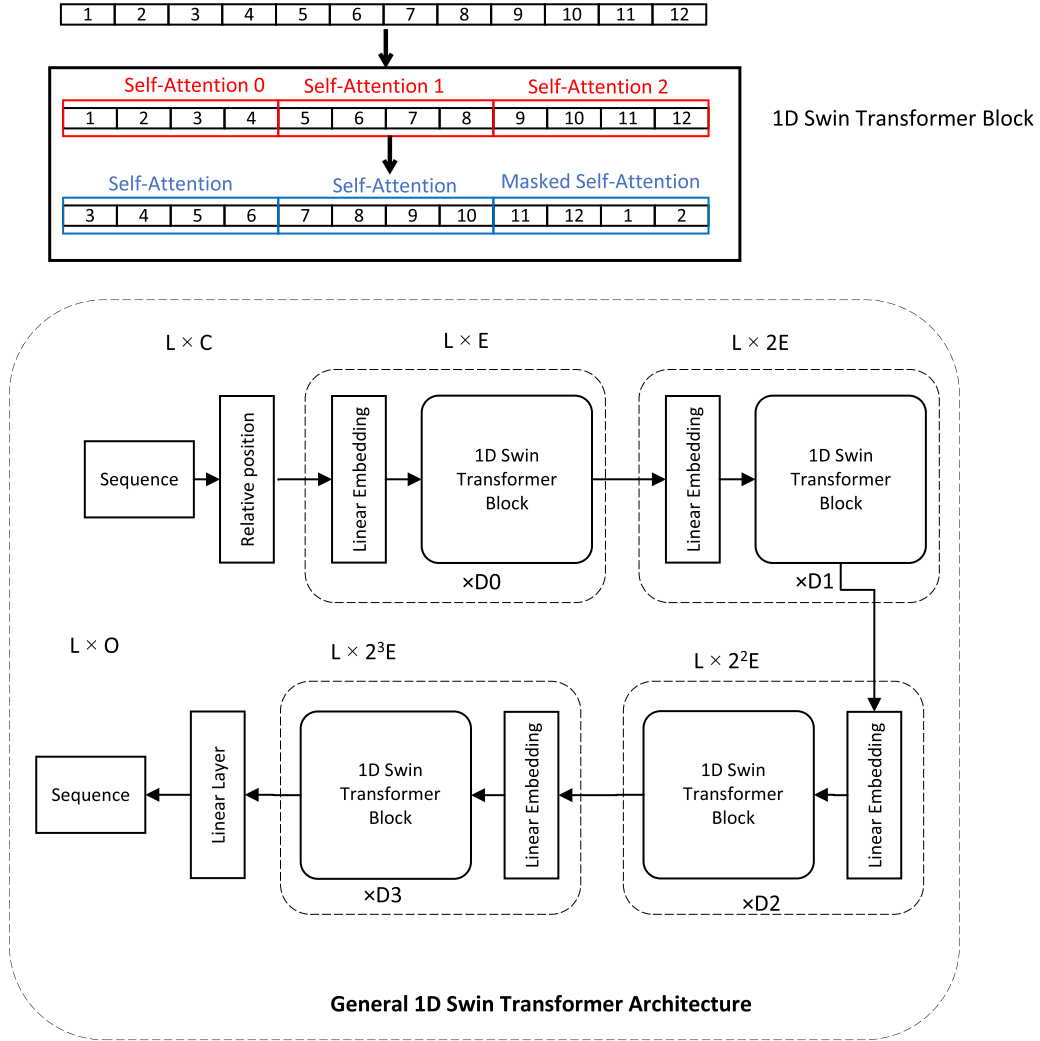 1 2 3 4 5 6 7 8 9 10 11 12
Self-Attention 0 Self-Attention 1 Self-Attention 2
1 2 3 4 5 6 7 8 9 10 11 12
1D Swin Transformer Block
Self-Attention Self-Attention Masked Self-Attention
3 4 5 6 7 8 9 10 11 12 1 2
L × C
L × E
L × 2E
Sequence
Relative position
Linear Embedding
1D Swin
Transformer
Block
×D0
Linear Embedding
1D Swin
Transformer
Block
×D1
L × O
L × 2³E
L × 2²E
Sequence
Linear Layer
1D Swin
Transformer
Block
×D3
Linear Embedding
1D Swin
Transformer
Block
×D2
Linear Embedding
General 1D Swin Transformer Architecture